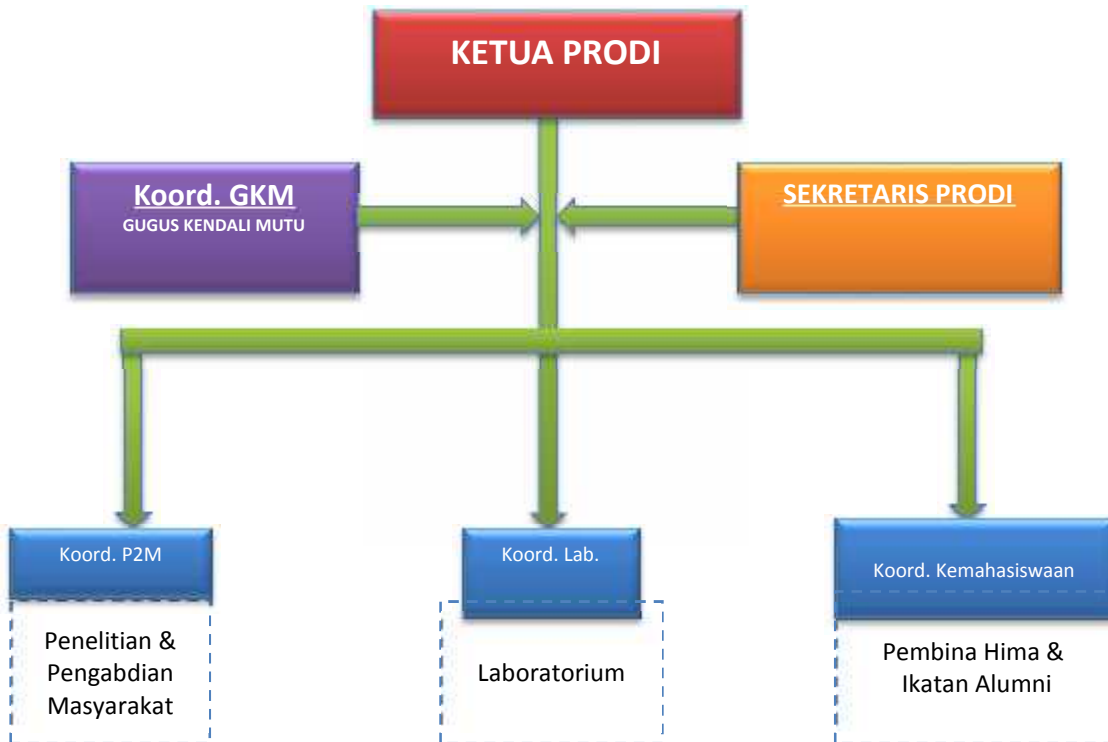 KETUA PRODI
Koord. GKM
GUGUS KENDALI MUTU
SEKRETARIS PRODI
Koord. P2M
Penelitian &
Pengabdian
Masyarakat
Koord. Lab.
Laboratorium
Koord. Kemahasiswaan
Pembina Hima &
Ikatan Alumni